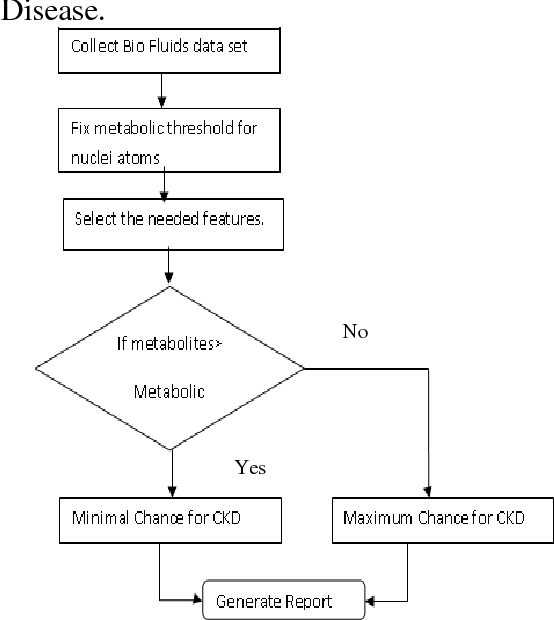 Disease.
Collect Bio Fluids data set
Fix metabolic threshold for
nuclei atoms
Select the needed features.
If metabolites>
Metabolic
No
Yes
Minimal Chance for CKD
Maximum Chance for CKD
Generate Report